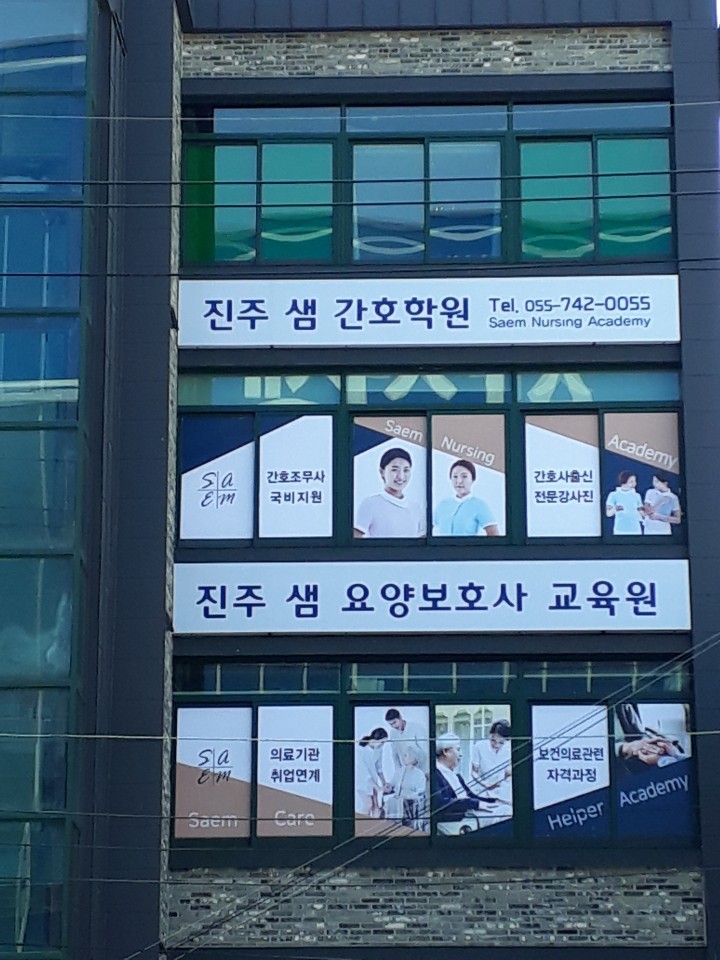 진주 샘 간호학원
Tel. 055-742-0055
Saem Nursing Academy
Saem Nursing Academy
SaEm
간호조무사
국비지원
간호사출신
전문강사진
진주 샘 요양보호사 교육원
SaEm
의료기관
취업연계
보건의료관련
자격과정
Saem Care Helper Academy